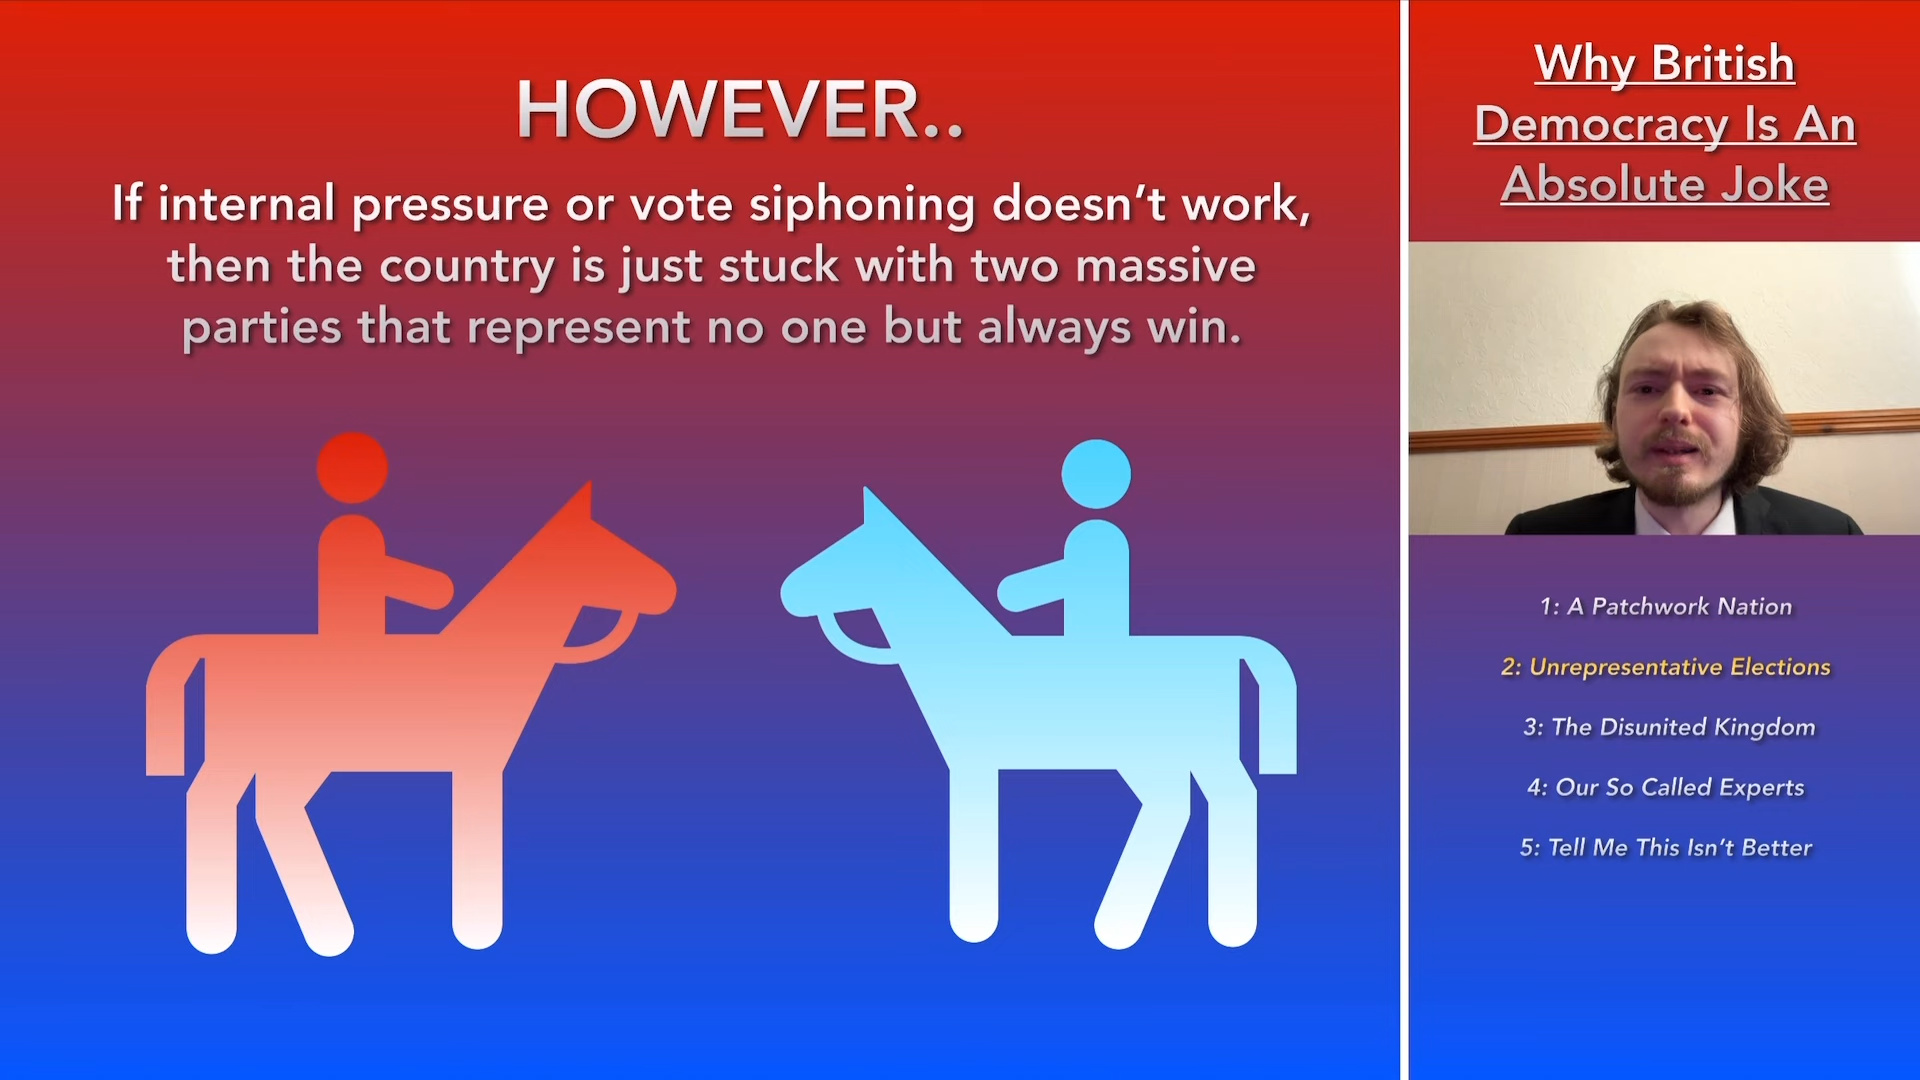 HOWEVER..
If internal pressure or vote siphoning doesn’t work,
then the country is just stuck with two massive
parties that represent no one but always win.
Why British
Democracy Is An
Absolute Joke
1: A Patchwork Nation
2: Unrepresentative Elections
3: The Disunited Kingdom
4: Our So Called Experts
5: Tell Me This Isn’t Better